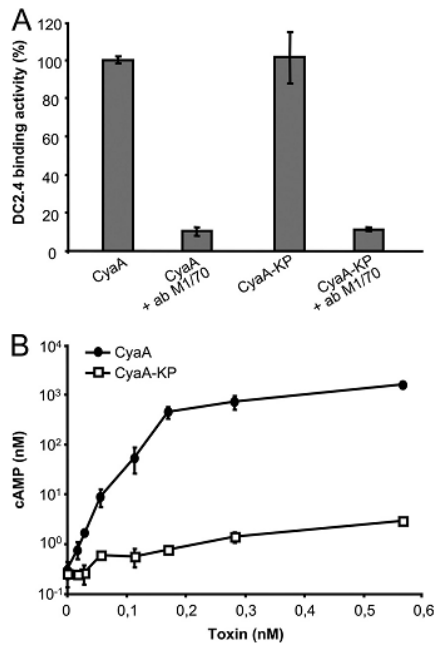 A
120
100
80
60
40
20
0
DC2.4 binding activity (%)
CyaA
CyaA
+ ab M1/70
CyaA-KP
CyaA-KP
+ ab M1/70
B
CyaA
CyaA-KP
10⁴
10³
10²
10¹
10⁰
10⁻¹
cAMP (nM)
0
0,1
0,2
0,3
0,4
0,5
0,6
Toxin (nM)